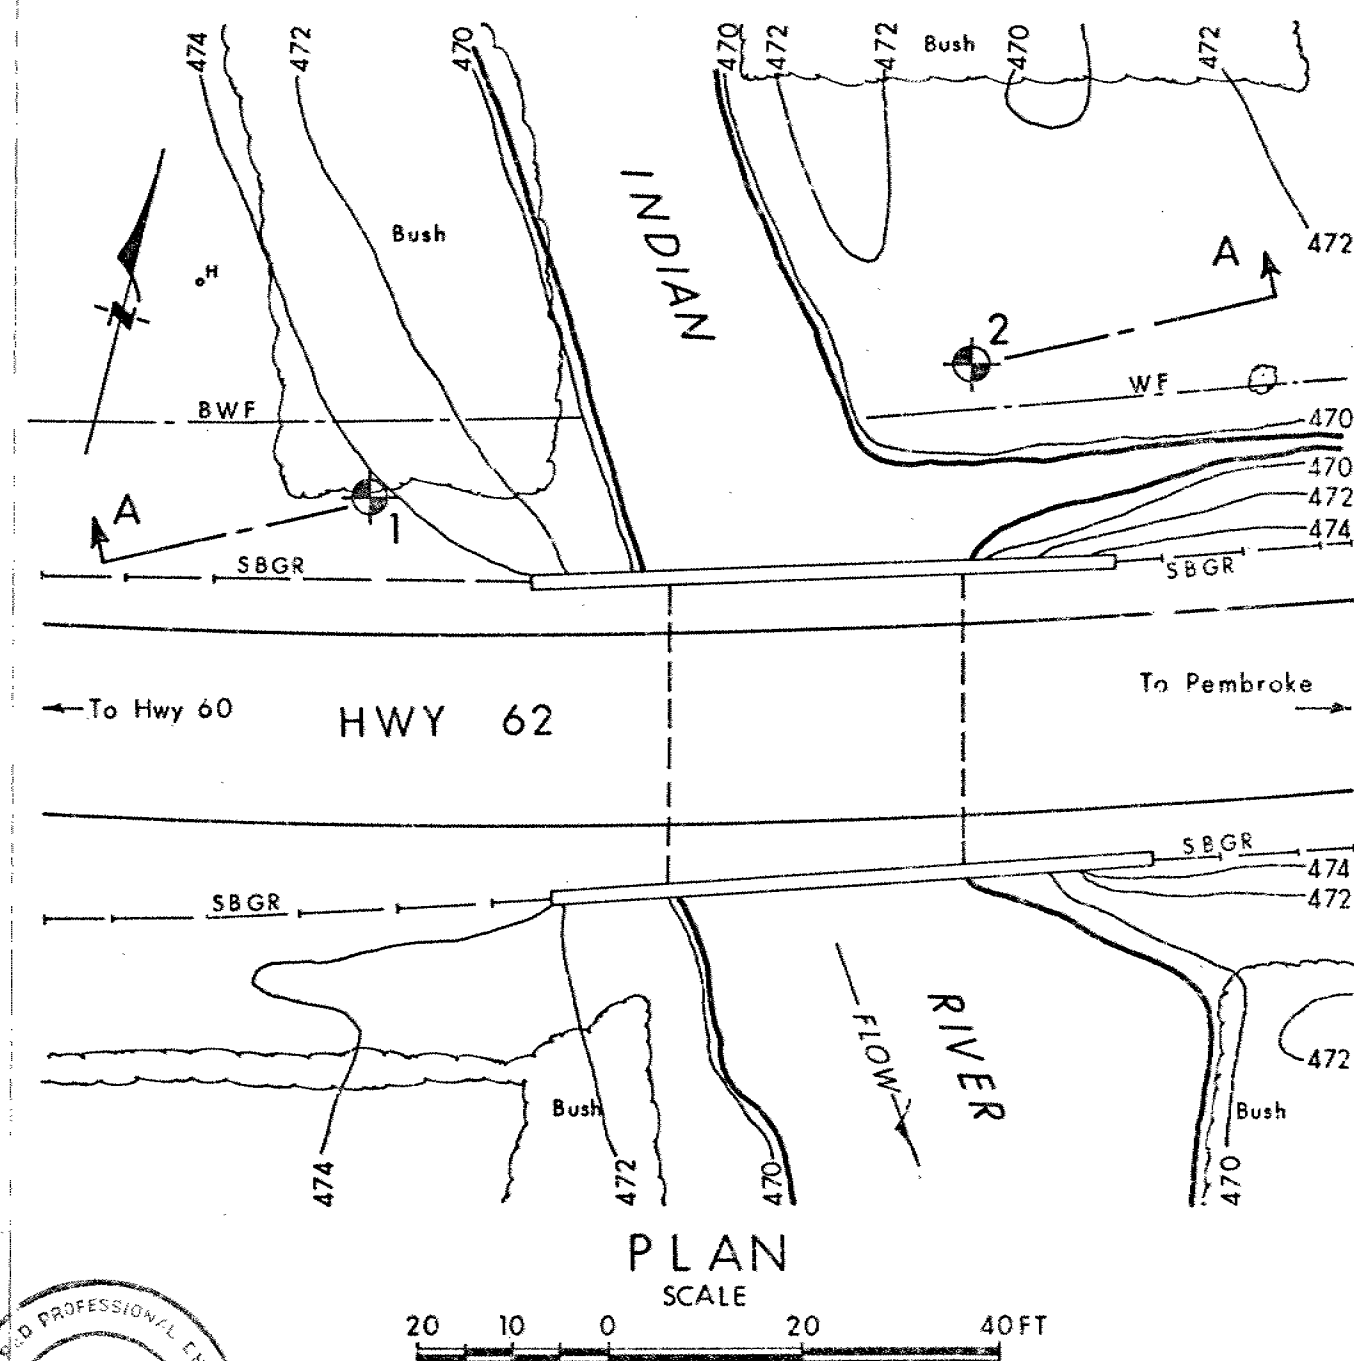 474
472
470
470
472
472
Bush
470
472
INDIAN
Bush
H
N
472
A
2
BWF
WF
470
470
472
474
A
1
SBGR
SBGR
To Pembroke
To Hwy 60
HWY 62
SBGR
474
472
SBGR
FLOW
RIVER
472
Bush
Bush
474
472
470
470
PLAN
SCALE
20 10 0 20 40 FT
PROFESSIONAL